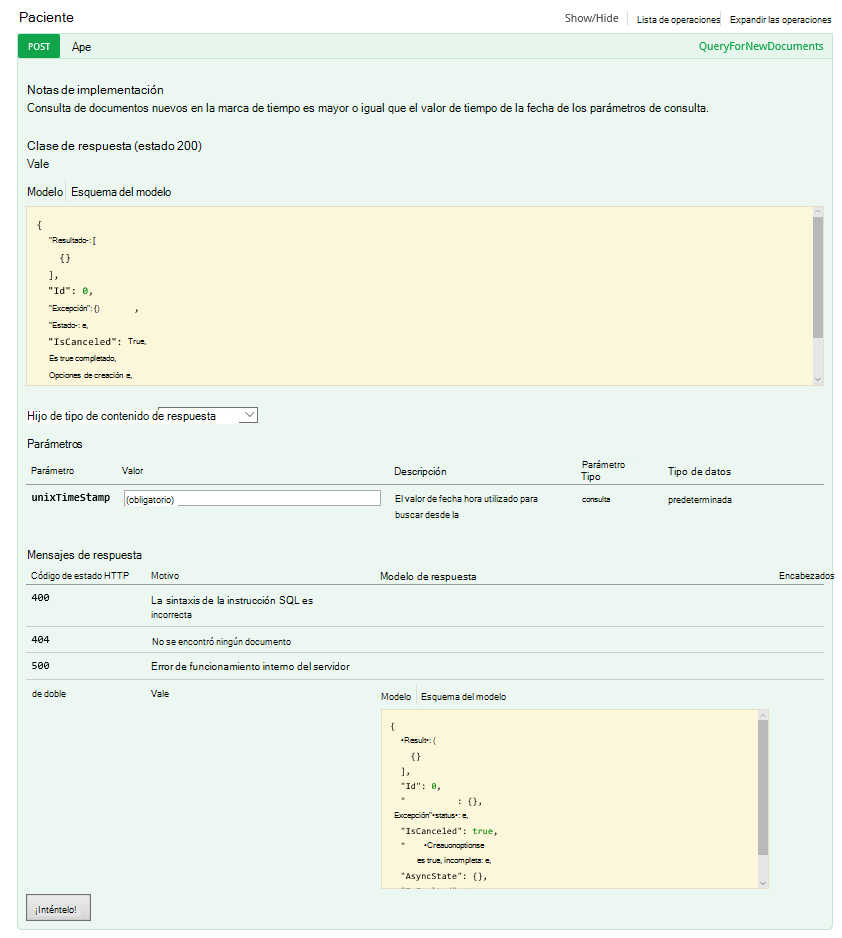 Paciente
Show/Hide Lista de operaciones Expandir las operaciones
POST Ape QueryForNewDocuments
Notas de implementación
Consulta de documentos nuevos en la marca de tiempo es mayor o igual que el valor de tiempo de la fecha de los parámetros de consulta.
Clase de respuesta (estado 200)
Vale
Modelo Esquema del modelo
{
"Resultado-: [
{}
],
"Id": 0,
"Excepción": {} ,
"Estado-: e,
"IsCanceled": True,
Es true completado,
Opciones de creación e,
Hijo de tipo de contenido de respuesta
Parámetros
Parámetro Valor Descripción Parámetro Tipo Tipo de datos
unixTimeStamp (obligatorio) El valor de fecha hora utilizado para consulta predeterminada
buscar desde la
Mensajes de respuesta
Código de estado HTTP Motivo Modelo de respuesta Encabezados
400 La sintaxis de la instrucción SQL es
incorrecta
404 No se encontró ningún documento
500 Error de funcionamiento interno del servidor
de doble Vale Modelo Esquema del modelo
{
•Result•: (
{}
],
"Id": 0,
" : {},
Excepción"•status•: e,
"IsCanceled": true,
" •Creauonoptionse
es true, incompleta: e,
"AsyncState": {},
¡Inténtelo!